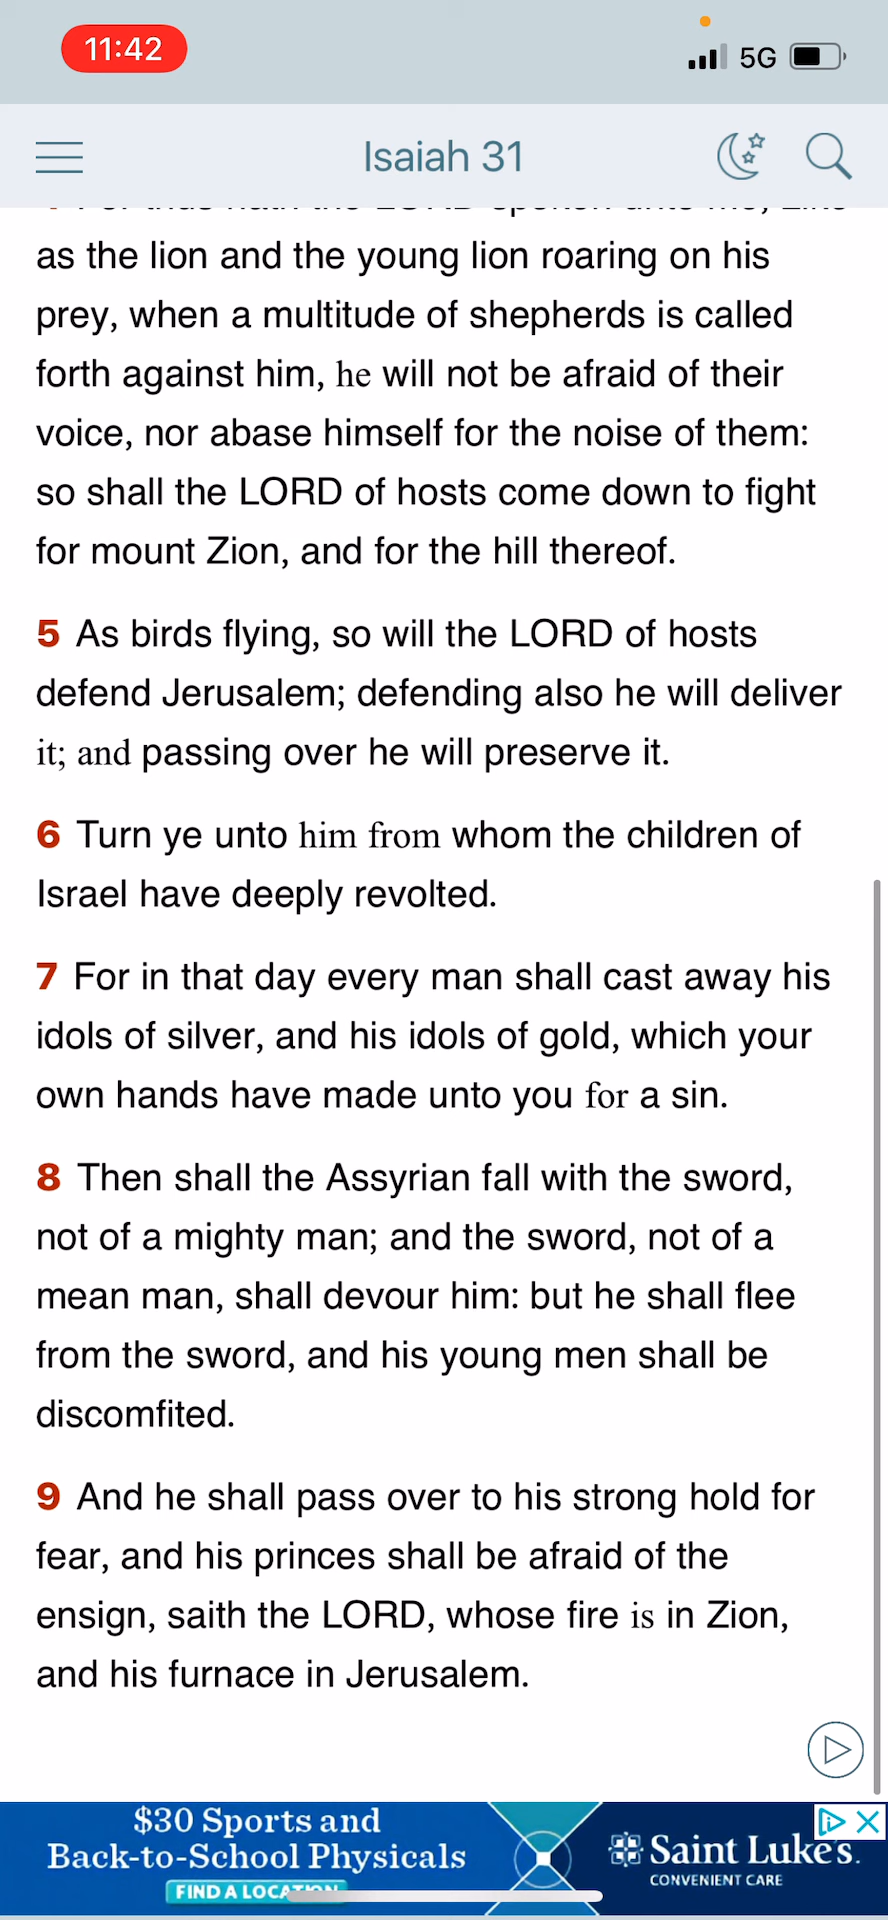 11:42
5G
Isaiah 31
as the lion and the young lion roaring on his
prey, when a multitude of shepherds is called
forth against him, he will not be afraid of their
voice, nor abase himself for the noise of them:
so shall the LORD of hosts come down to fight
for mount Zion, and for the hill thereof.
5 As birds flying, so will the LORD of hosts
defend Jerusalem; defending also he will deliver
it; and passing over he will preserve it.
6 Turn ye unto him from whom the children of
Israel have deeply revolted.
7 For in that day every man shall cast away his
idols of silver, and his idols of gold, which your
own hands have made unto you for a sin.
8 Then shall the Assyrian fall with the sword,
not of a mighty man; and the sword, not of a
mean man, shall devour him: but he shall flee
from the sword, and his young men shall be
discomfited.
9 And he shall pass over to his strong hold for
fear, and his princes shall be afraid of the
ensign, saith the LORD, whose fire is in Zion,
and his furnace in Jerusalem.
$30 Sports and
Back-to-School Physicals
FIND A LOCATION
Saint Luke's.
CONVENIENT CARE